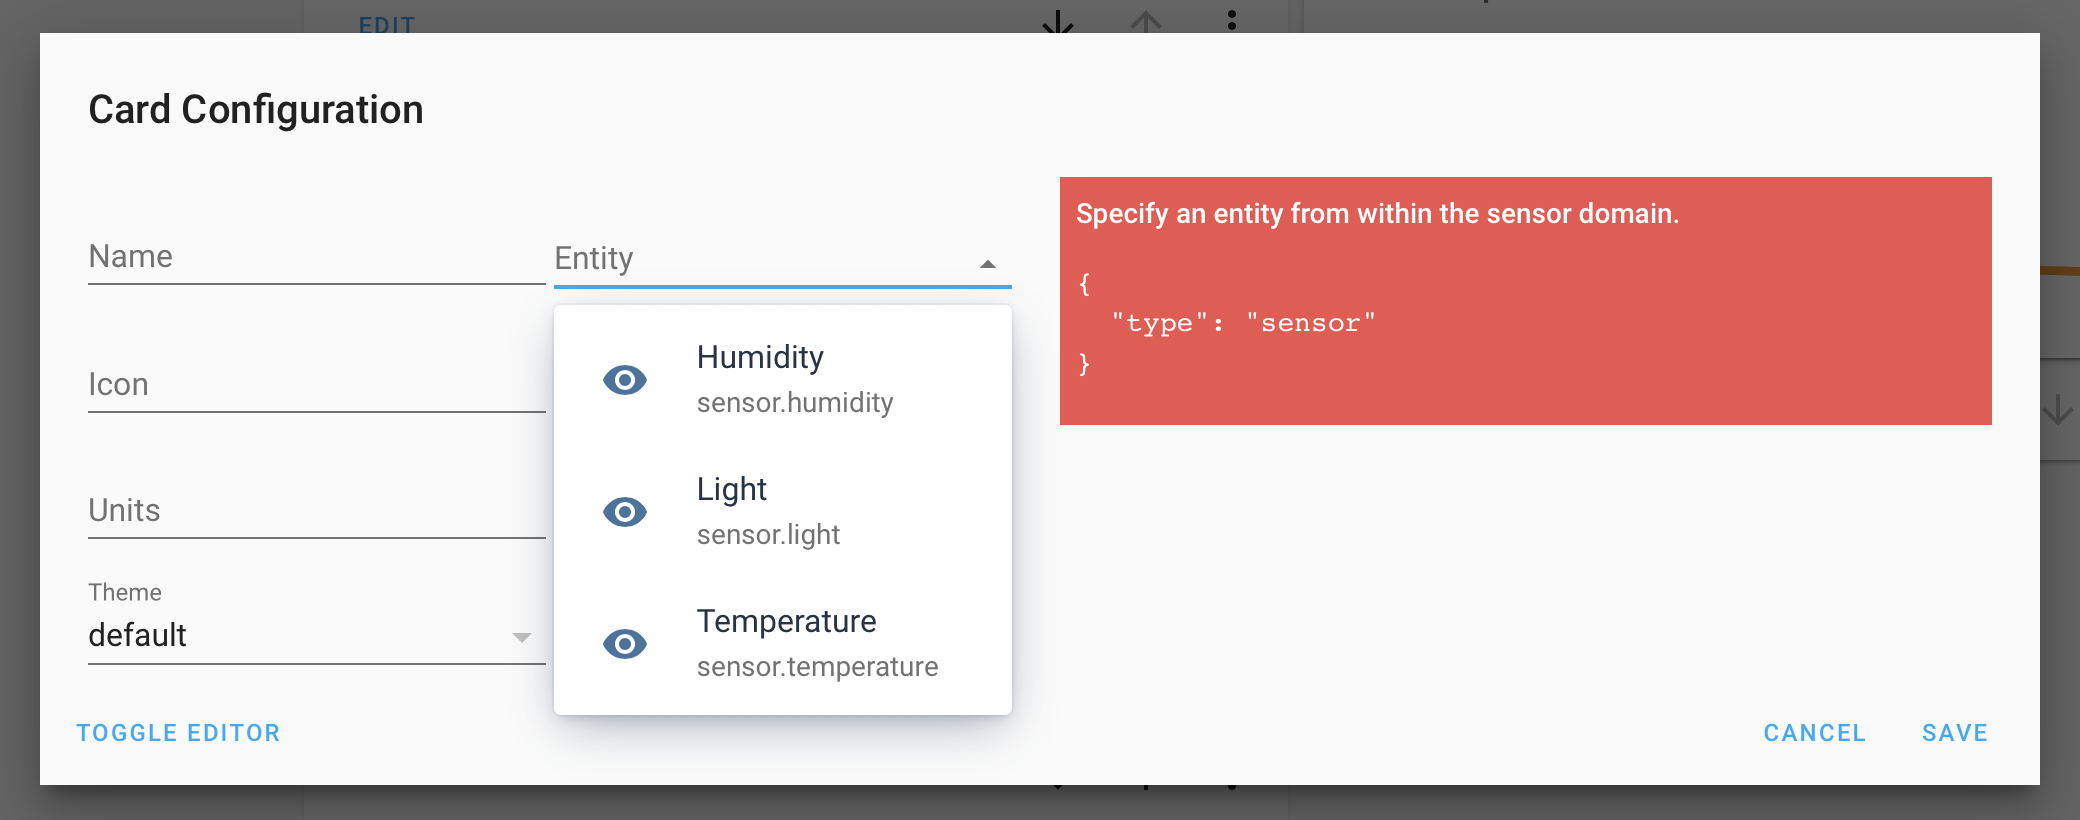 EDIT
Card Configuration
Name
Entity
Specify an entity from within the sensor domain.
{
"type": "sensor"
}
Icon
Humidity
sensor.humidity
Light
sensor.light
Units
Temperature
sensor.temperature
Theme
default
TOGGLE EDITOR
CANCEL
SAVE